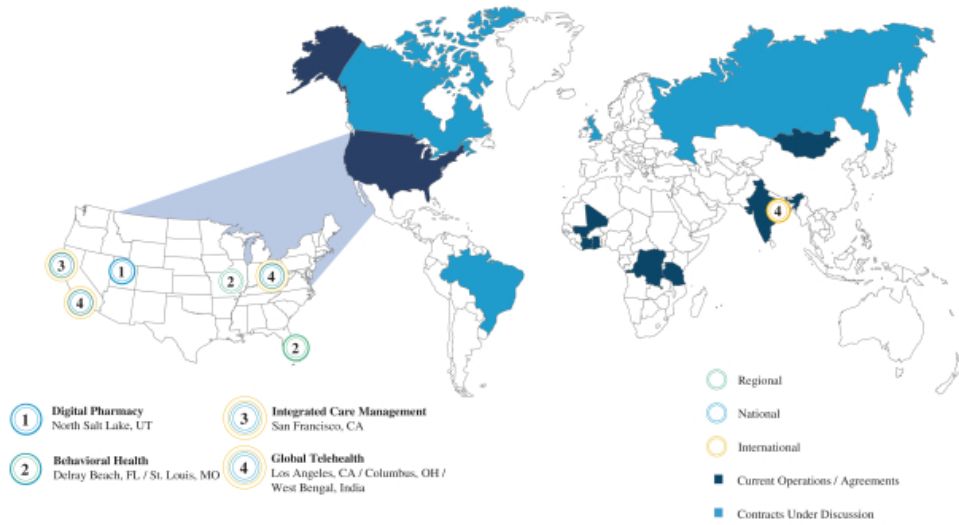 3
1
2
4
4
2
4
1
Digital Pharmacy
North Salt Lake, UT
2
Behavioral Health
Delray Beach, FL / St. Louis, MO
3
Integrated Care Management
San Francisco, CA
4
Global Telehealth
Los Angeles, CA / Columbus, OH /
West Bengal, India
Regional
National
International
Current Operations / Agreements
Contracts Under Discussion